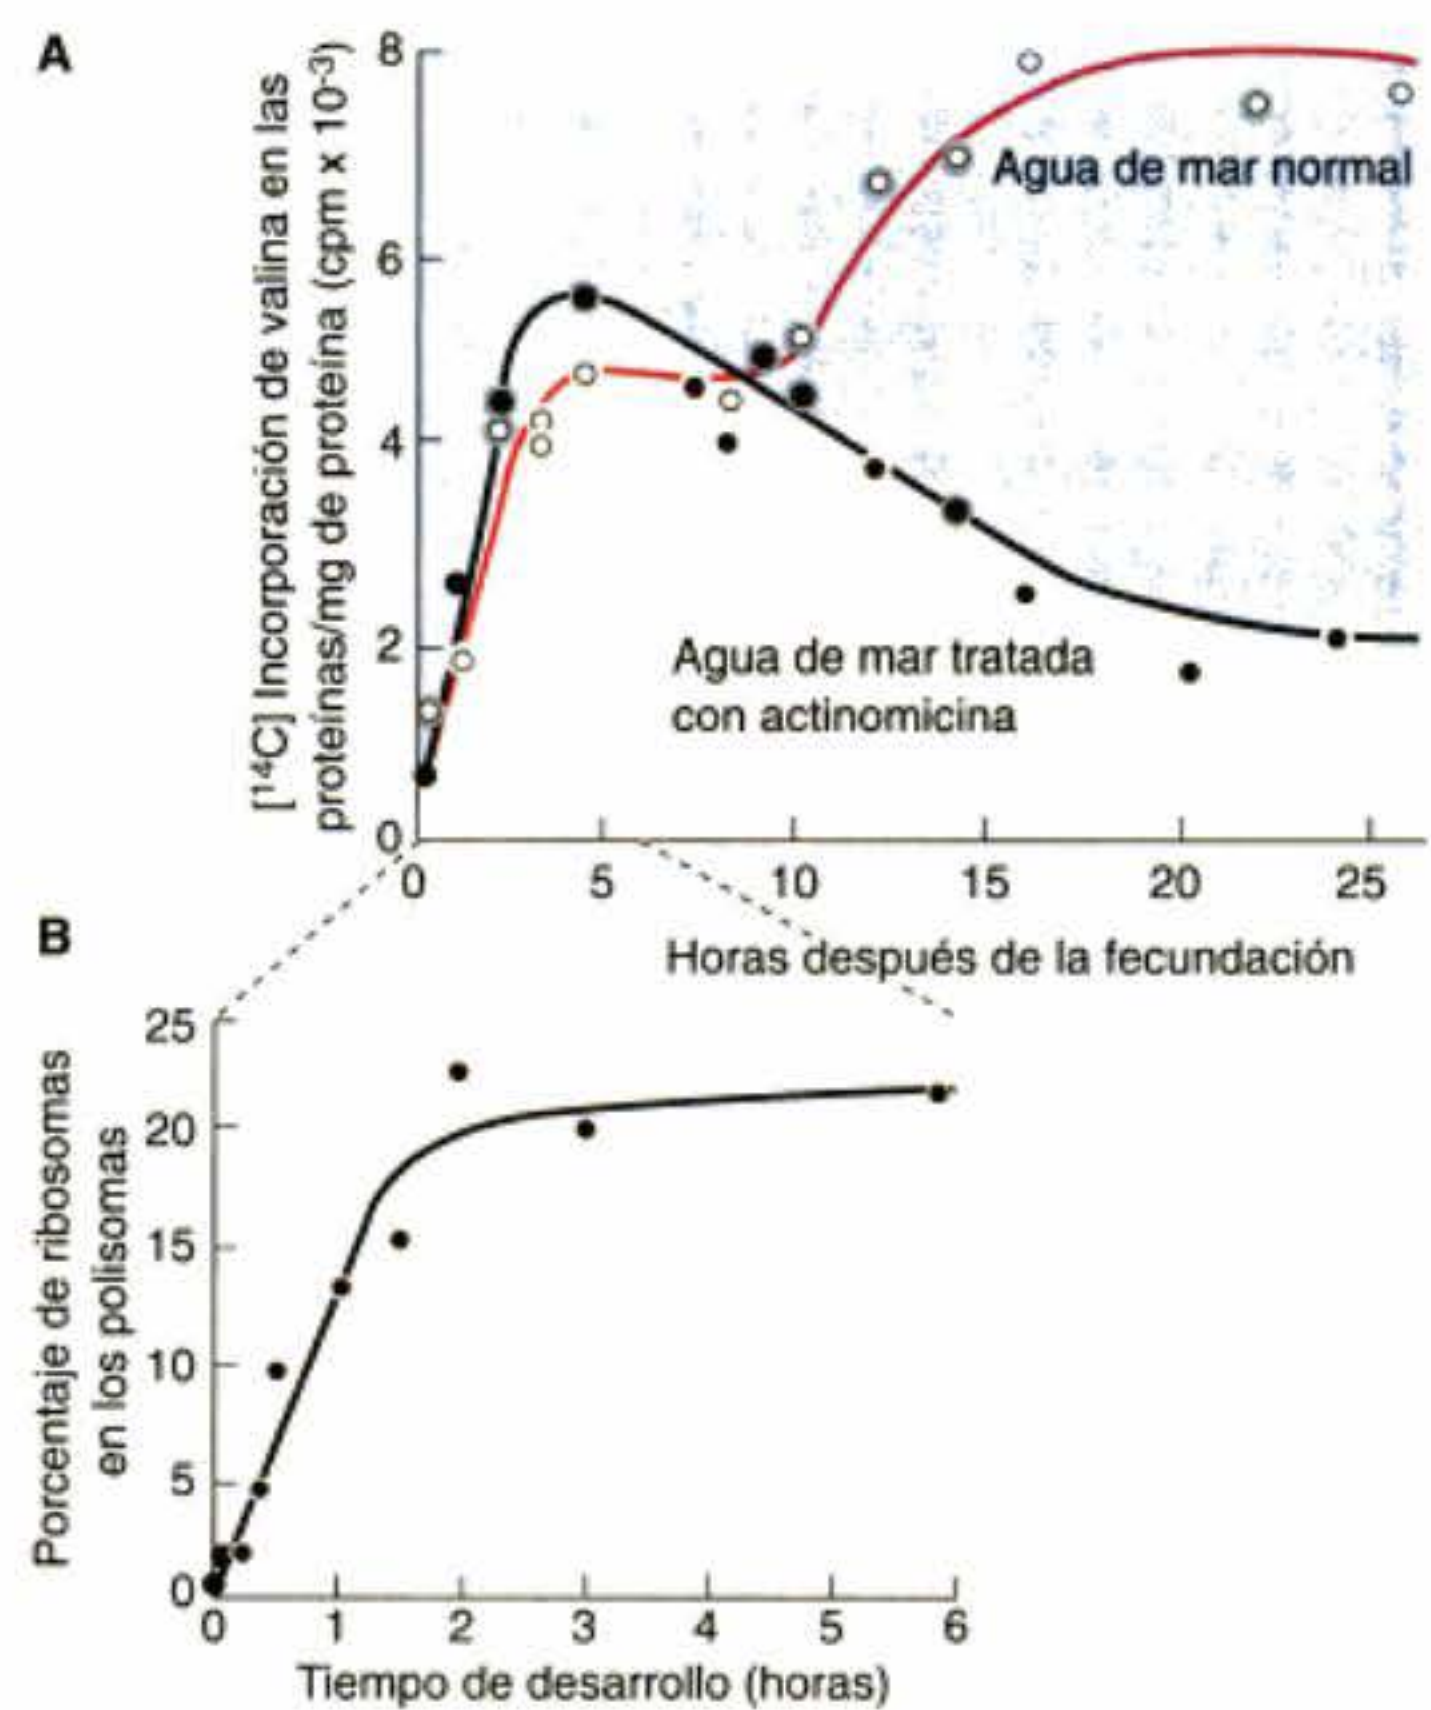 A
[¹⁴C] Incorporación de valina en las
proteínas/mg de proteína (cpm x 10⁻³)
8
6
4
2
0
Agua de mar normal
Agua de mar tratada
con actinomicina
0 5 10 15 20 25
Horas después de la fecundación
B
Porcentaje de ribosomas
en los polisomas
25
20
15
10
5
0
0 1 2 3 4 5 6
Tiempo de desarrollo (horas)